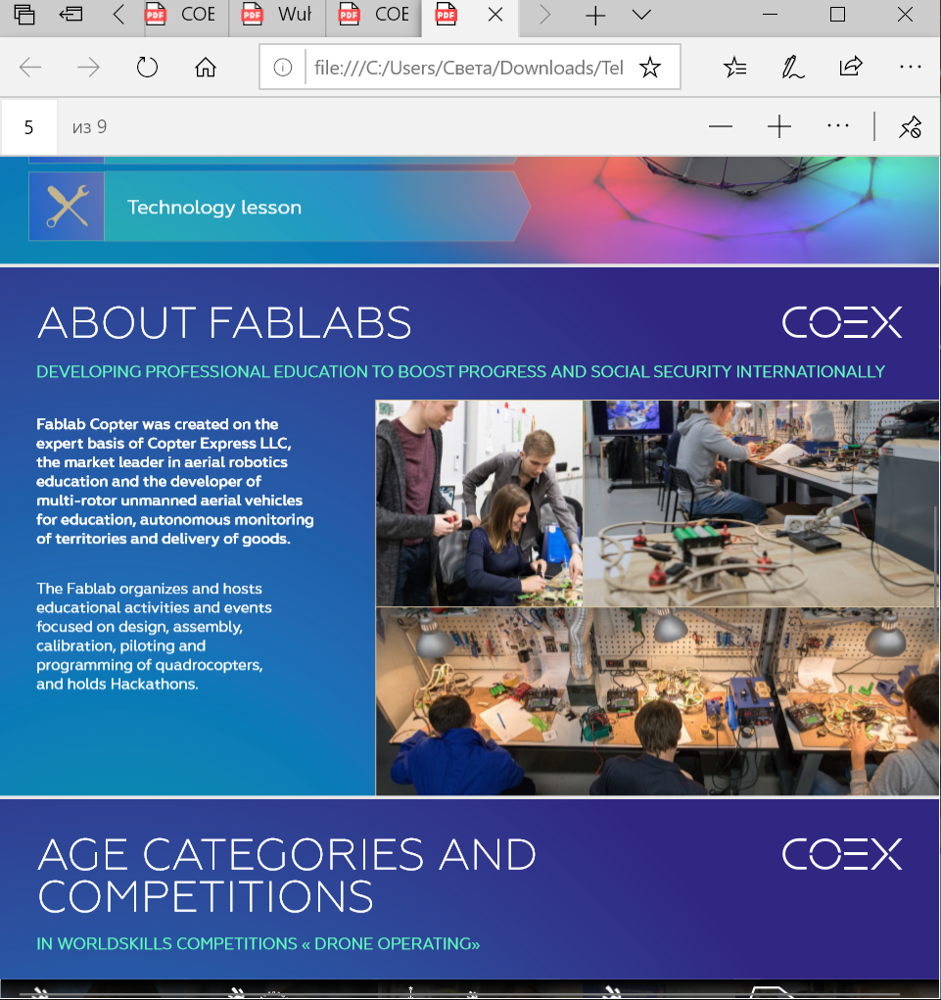 PDF COE
PDF Wuh
PDF COE
PDF
file:///C:/Users/Света/Downloads/Tel
5 из 9
Technology lesson
ABOUT FABLABS
COEX
DEVELOPING PROFESSIONAL EDUCATION TO BOOST PROGRESS AND SOCIAL SECURITY INTERNATIONALLY
Fablab Copter was created on the
expert basis of Copter Express LLC,
the market leader in aerial robotics
education and the developer of
multi-rotor unmanned aerial vehicles
for education, autonomous monitoring
of territories and delivery of goods.
The Fablab organizes and hosts
educational activities and events
focused on design, assembly,
calibration, piloting and
programming of quadrocopters,
and holds Hackathons.
AGE CATEGORIES AND
COMPETITIONS
COEX
IN WORLDSKILLS COMPETITIONS « DRONE OPERATING»